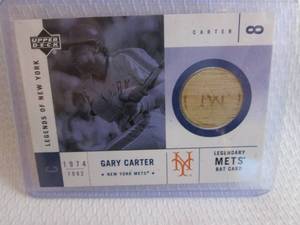 UPPER DECK
LEGENDS OF NEW YORK
CARTER
8
C
1974
GARY CARTER
NEW YORK METS
NY
LEGENDARY
METS
BAT CARD